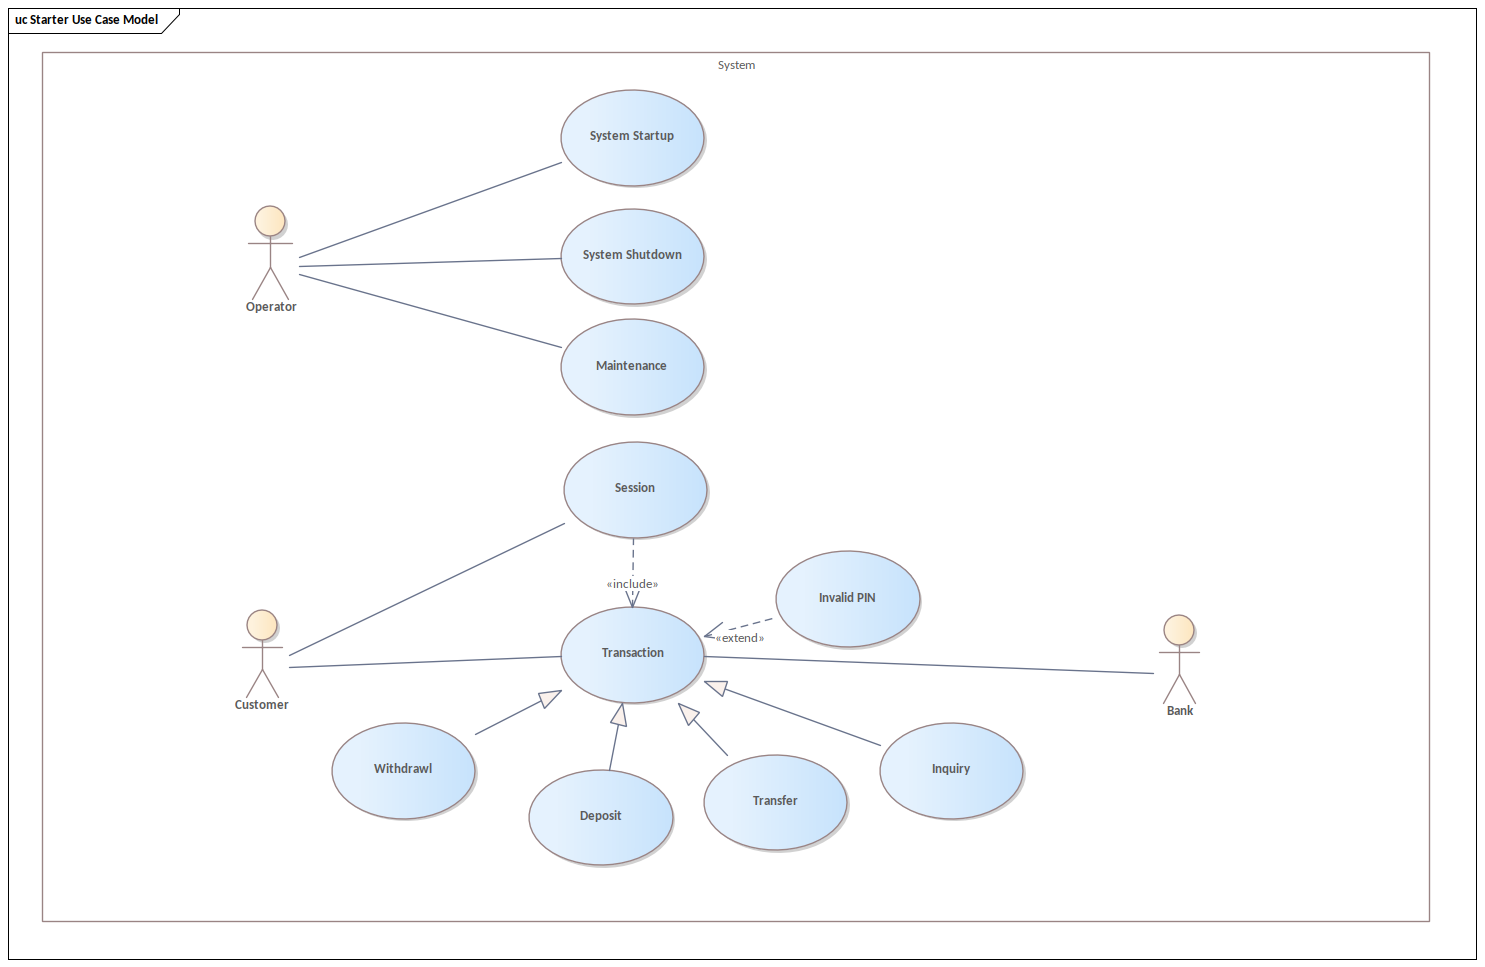 uc Starter Use Case Model
System
System Startup
System Shutdown
Operator
Maintenance
Session
«include»
Invalid PIN
«extend»
Transaction
Customer
Bank
Withdrawl
Inquiry
Transfer
Deposit